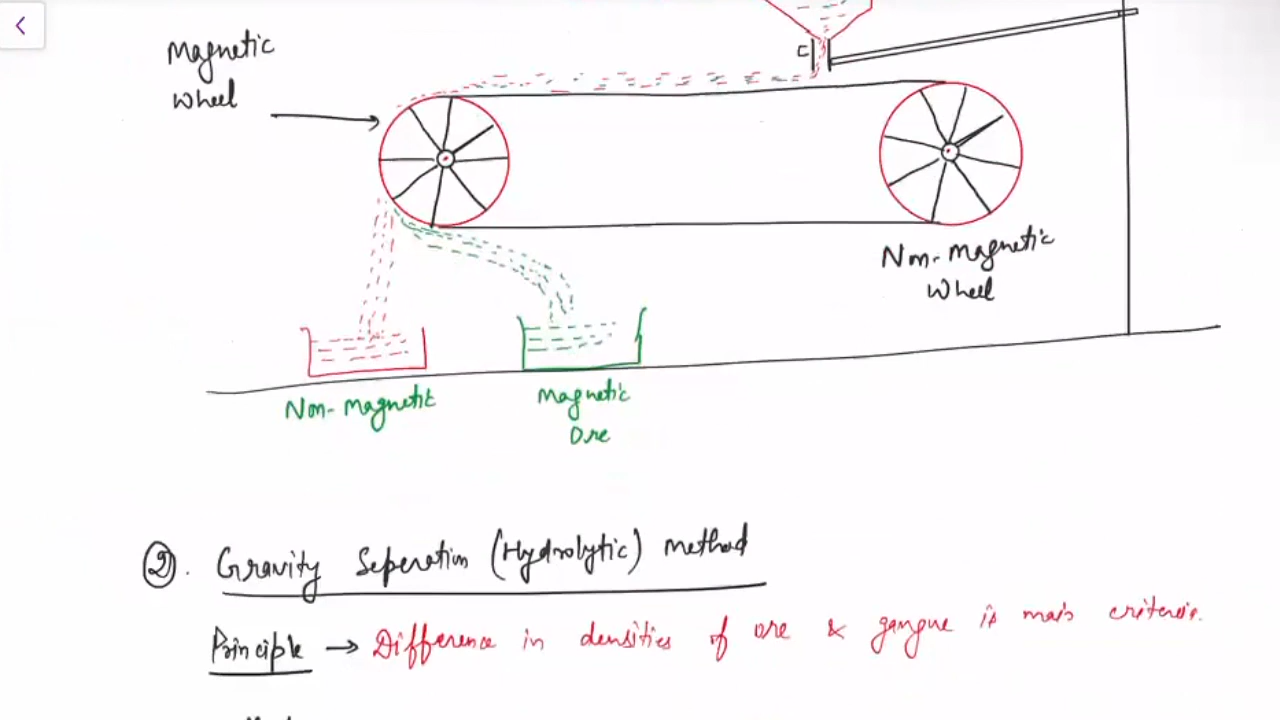 Magnetic
Wheel
C
Non-Magnetic
Wheel
Non-Magnetic
Magnetic
Ore
2. Gravity Seperation (Hydrolytic) method
Principle → Difference in densities of ore & gangue is main criteria.